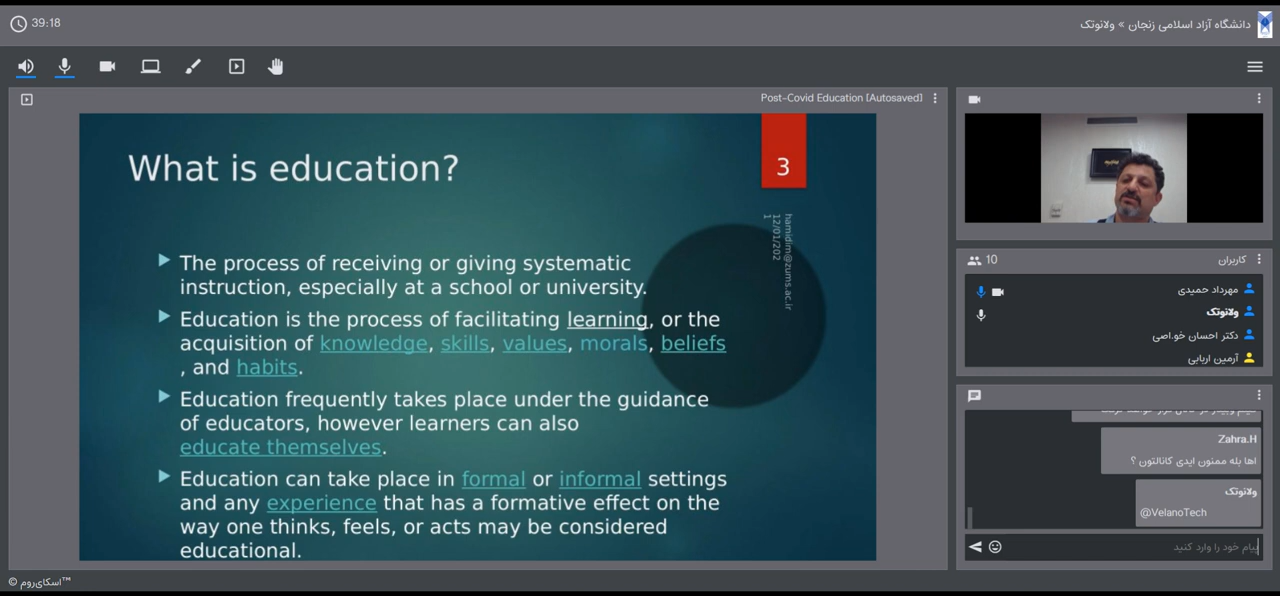 39:18
دانشگاه آزاد اسلامی زنجان » ولانوتک
Post-Covid Education [Autosaved]
What is education?
3
hamidim@zums.ac.ir
12/01/202
1
The process of receiving or giving systematic
instruction, especially at a school or university.
Education is the process of facilitating learning, or the
acquisition of knowledge, skills, values, morals, beliefs
, and habits.
Education frequently takes place under the guidance
of educators, however learners can also
educate themselves.
Education can take place in formal or informal settings
and any experience that has a formative effect on the
way one thinks, feels, or acts may be considered
educational.
10
کاربران
مهرداد حمیدی
ولانوتک
دکتر احسان خواصی
آرمین اربابی
Zahra.H
اها بله ممنون ایدی کانالتون ؟
ولانوتک
@VelanoTech
پیام خود را وارد کنید
© اسکای‌روم™